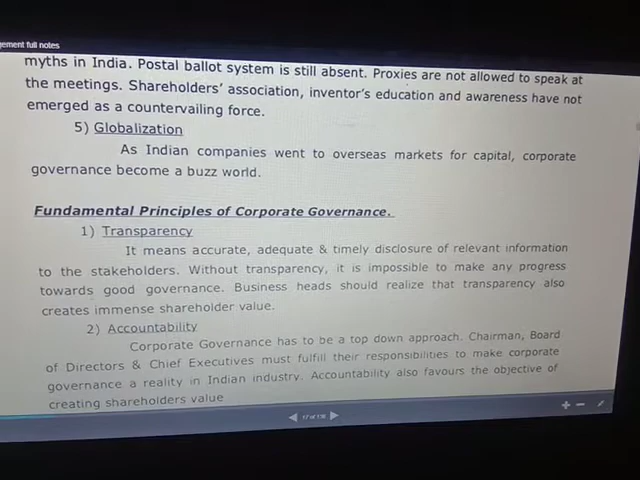 ement full notes
myths in India. Postal ballot system is still absent. Proxies are not allowed to speak at
the meetings. Shareholders' association, inventor's education and awareness have not
emerged as a countervailing force.
5) Globalization
As Indian companies went to overseas markets for capital, corporate
governance become a buzz world.
Fundamental Principles of Corporate Governance.
1) Transparency
It means accurate, adequate & timely disclosure of relevant information
to the stakeholders. Without transparency, it is impossible to make any progress
towards good governance. Business heads should realize that transparency also
creates immense shareholder value.
2) Accountability
Corporate Governance has to be a top down approach. Chairman, Board
of Directors & Chief Executives must fulfill their responsibilities to make corporate
governance a reality in Indian industry. Accountability also favours the objective of
creating shareholders value